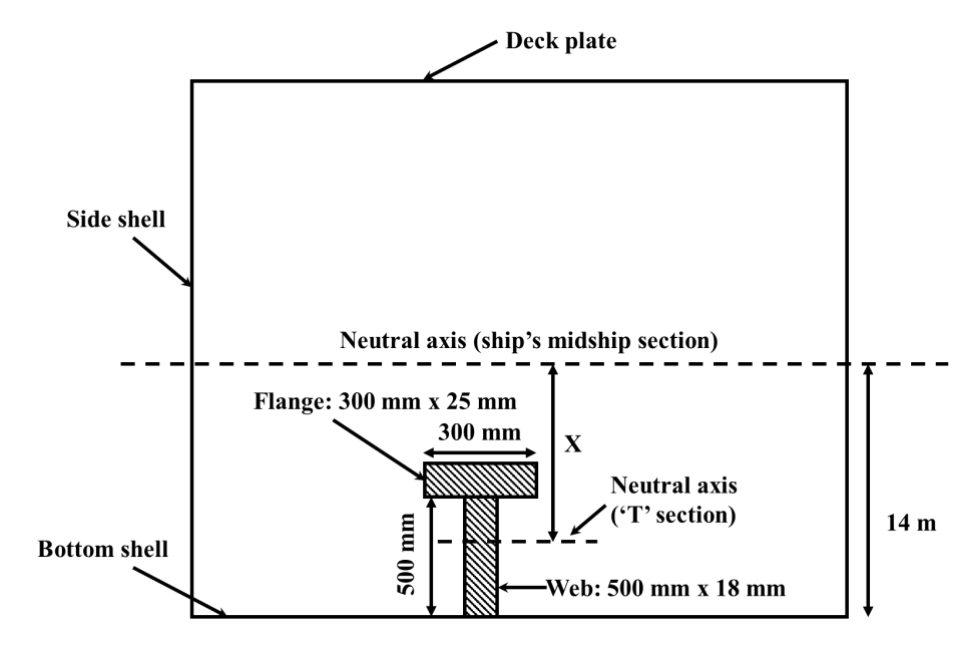 Deck plate
Side shell
Neutral axis (ship’s midship section)
Flange: 300 mm x 25 mm
300 mm
X
Neutral axis
(‘T’ section)
14 m
500 mm
Bottom shell
Web: 500 mm x 18 mm